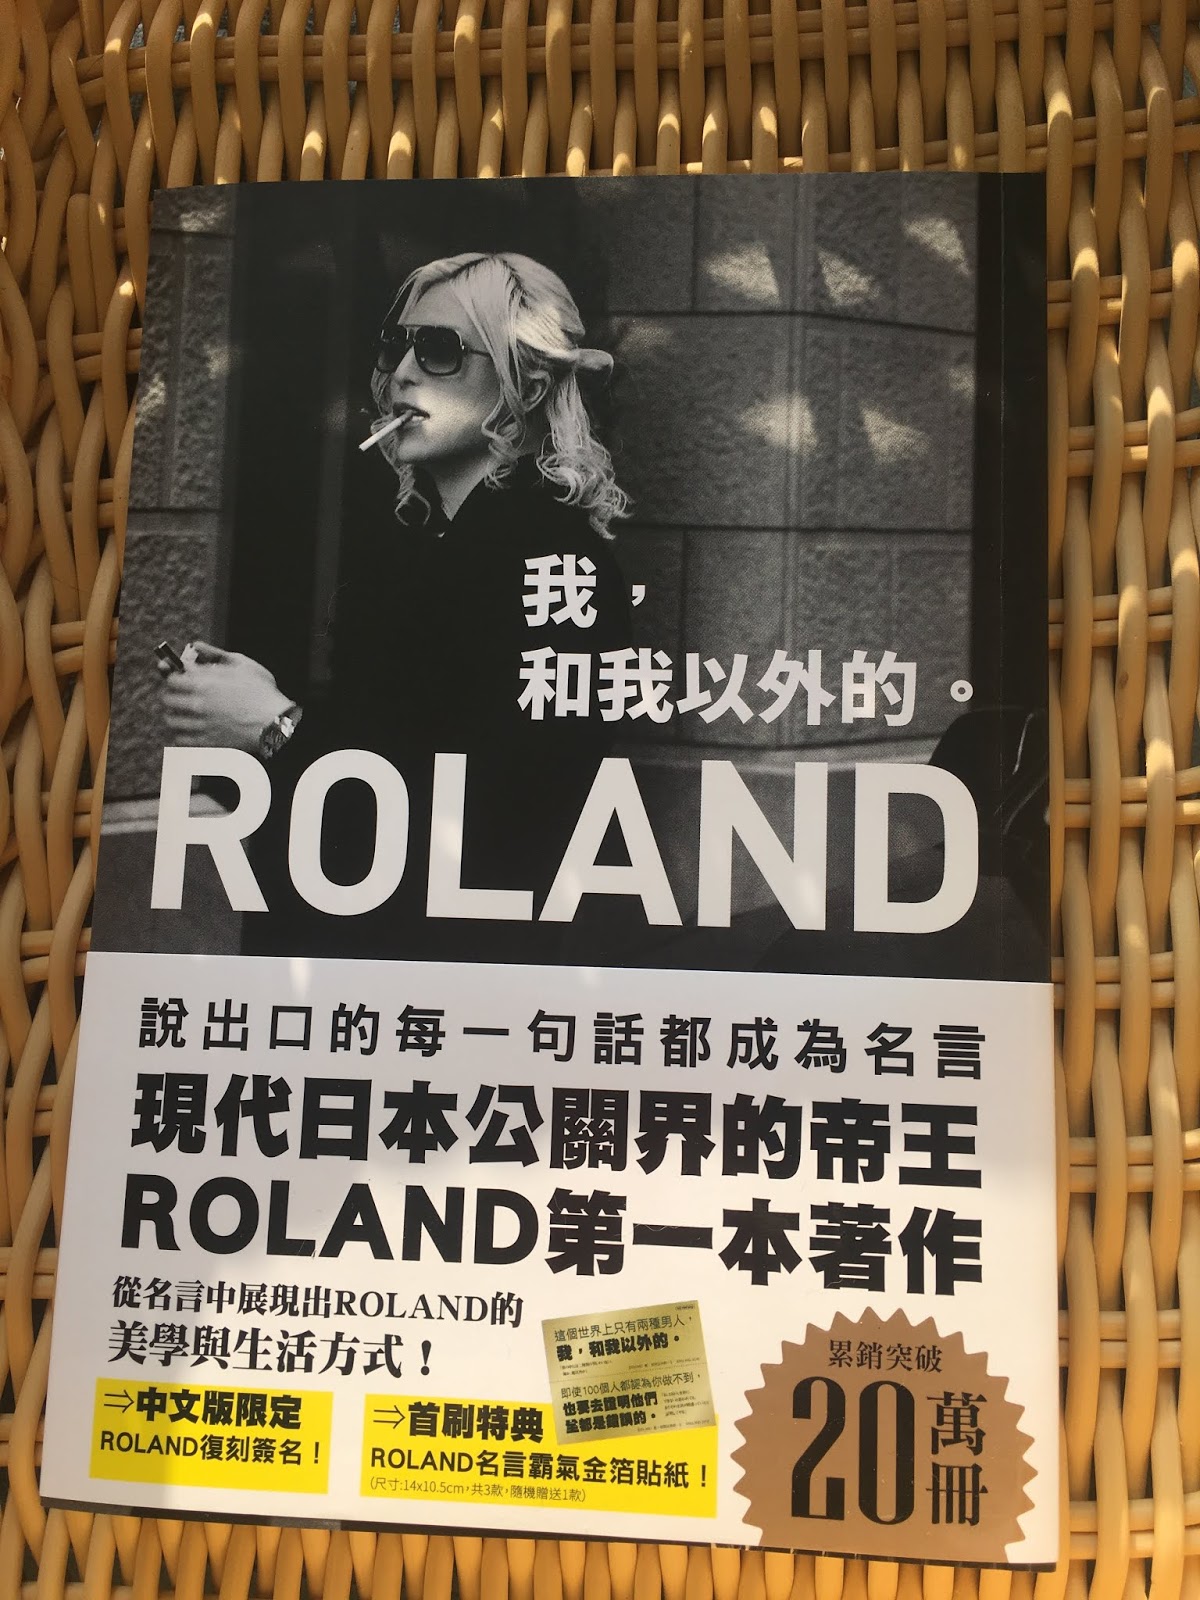 我，
和我以外的。
ROLAND
說出口的每一句話都成為名言
現代日本公關界的帝王
ROLAND第一本著作
從名言中展現出ROLAND的
美學與生活方式！
⇒中文版限定
ROLAND復刻簽名！
⇒首刷特典
ROLAND名言霸氣金箔貼紙！
(尺寸:14x10.5cm，共3款，隨機贈送1款)
這個世界上只有兩種男人，
我，和我以外的。
即使100個人都認為你做不到，
也要去證明他們
全都是錯誤的。
累銷突破
20萬冊